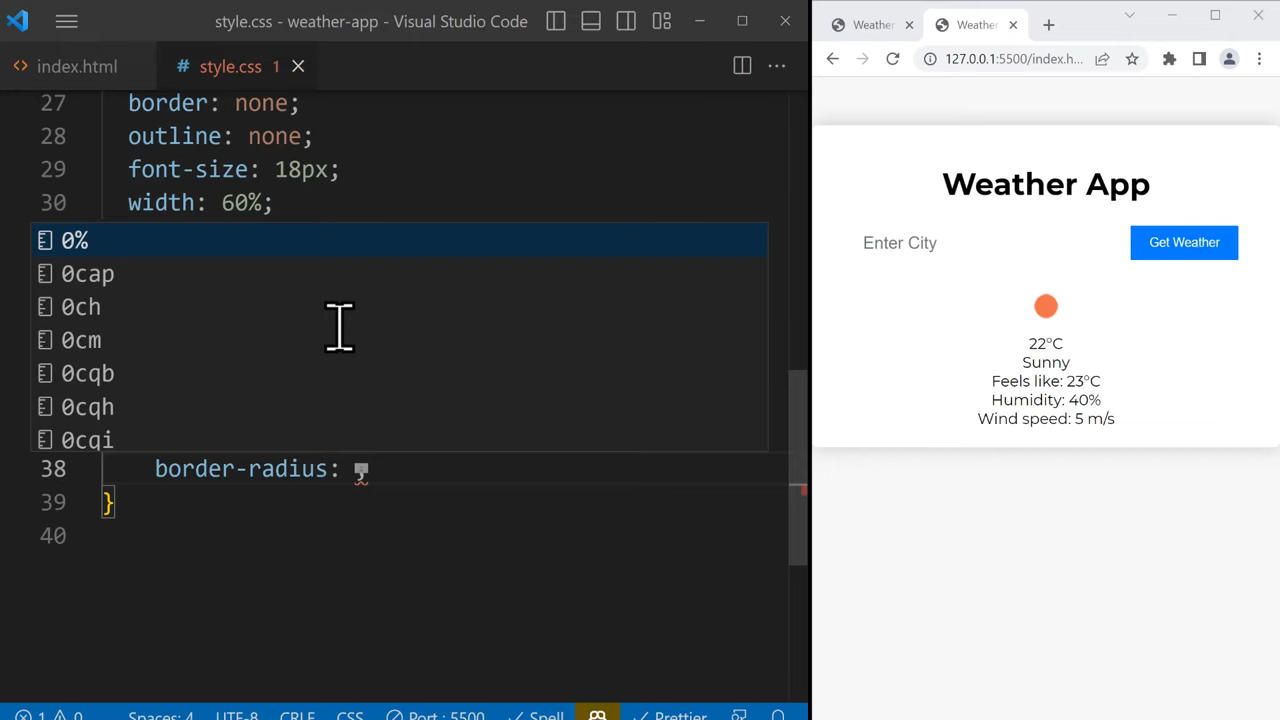 style.css - weather-app - Visual Studio Code
index.html
# style.css 1
27 border: none;
28 outline: none;
29 font-size: 18px;
30 width: 60%;
0%
0cap
0ch
0cm
0cqb
0cqh
0cqi
38 border-radius: ;
39 }
40
1 0 Spaces: 4 UTF-8 CRLF CSS Port : 5500 Spell Prettier
Weather
Weather
127.0.0.1:5500/index.h...
Weather App
Enter City
Get Weather
22°C
Sunny
Feels like: 23°C
Humidity: 40%
Wind speed: 5 m/s